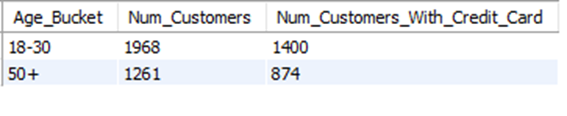 Age_Bucket Num_Customers Num_Customers_With_Credit_Card
18-30 1968 1400
50+ 1261 874